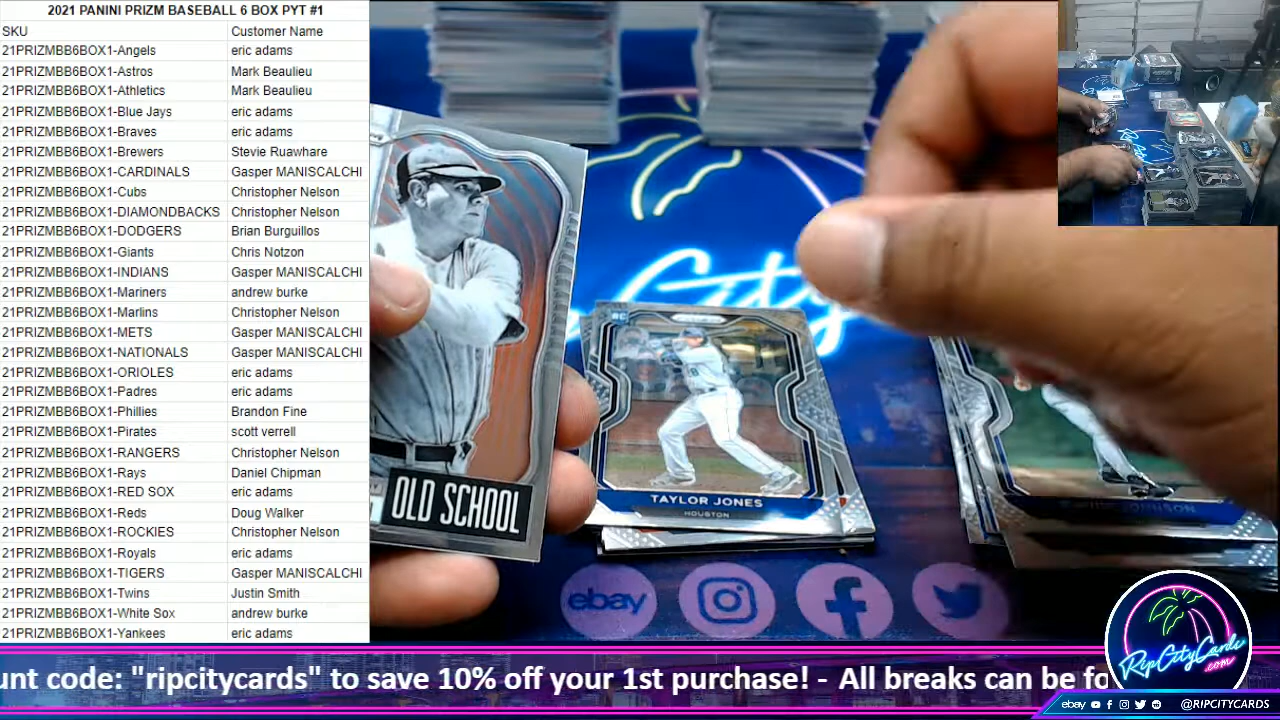 2021 PANINI PRIZM BASEBALL 6 BOX PYT #1
SKU Customer Name
21PRIZMBB6BOX1-Angels eric adams
21PRIZMBB6BOX1-Astros Mark Beaulieu
21PRIZMBB6BOX1-Athletics Mark Beaulieu
21PRIZMBB6BOX1-Blue Jays eric adams
21PRIZMBB6BOX1-Braves eric adams
21PRIZMBB6BOX1-Brewers Stevie Ruawhare
21PRIZMBB6BOX1-CARDINALS Gasper MANISCALCHI
21PRIZMBB6BOX1-Cubs Christopher Nelson
21PRIZMBB6BOX1-DIAMONDBACKS Christopher Nelson
21PRIZMBB6BOX1-DODGERS Brian Burguillos
21PRIZMBB6BOX1-Giants Chris Notzon
21PRIZMBB6BOX1-INDIANS Gasper MANISCALCHI
21PRIZMBB6BOX1-Mariners andrew burke
21PRIZMBB6BOX1-Marlins Christopher Nelson
21PRIZMBB6BOX1-METS Gasper MANISCALCHI
21PRIZMBB6BOX1-NATIONALS Gasper MANISCALCHI
21PRIZMBB6BOX1-ORIOLES eric adams
21PRIZMBB6BOX1-Padres eric adams
21PRIZMBB6BOX1-Phillies Brandon Fine
21PRIZMBB6BOX1-Pirates scott verrell
21PRIZMBB6BOX1-RANGERS Christopher Nelson
21PRIZMBB6BOX1-Rays Daniel Chipman
21PRIZMBB6BOX1-RED SOX eric adams
21PRIZMBB6BOX1-Reds Doug Walker
21PRIZMBB6BOX1-ROCKIES Christopher Nelson
21PRIZMBB6BOX1-Royals eric adams
21PRIZMBB6BOX1-TIGERS Gasper MANISCALCHI
21PRIZMBB6BOX1-Twins Justin Smith
21PRIZMBB6BOX1-White Sox andrew burke
21PRIZMBB6BOX1-Yankees eric adams
OLD SCHOOL
RC
TAYLOR JONES
HOUSTON
ebay
RipCityCards
.com
unt code: "ripcitycards" to save 10% off your 1st purchase! - All breaks can be fo
ebay @RIPCITYCARDS